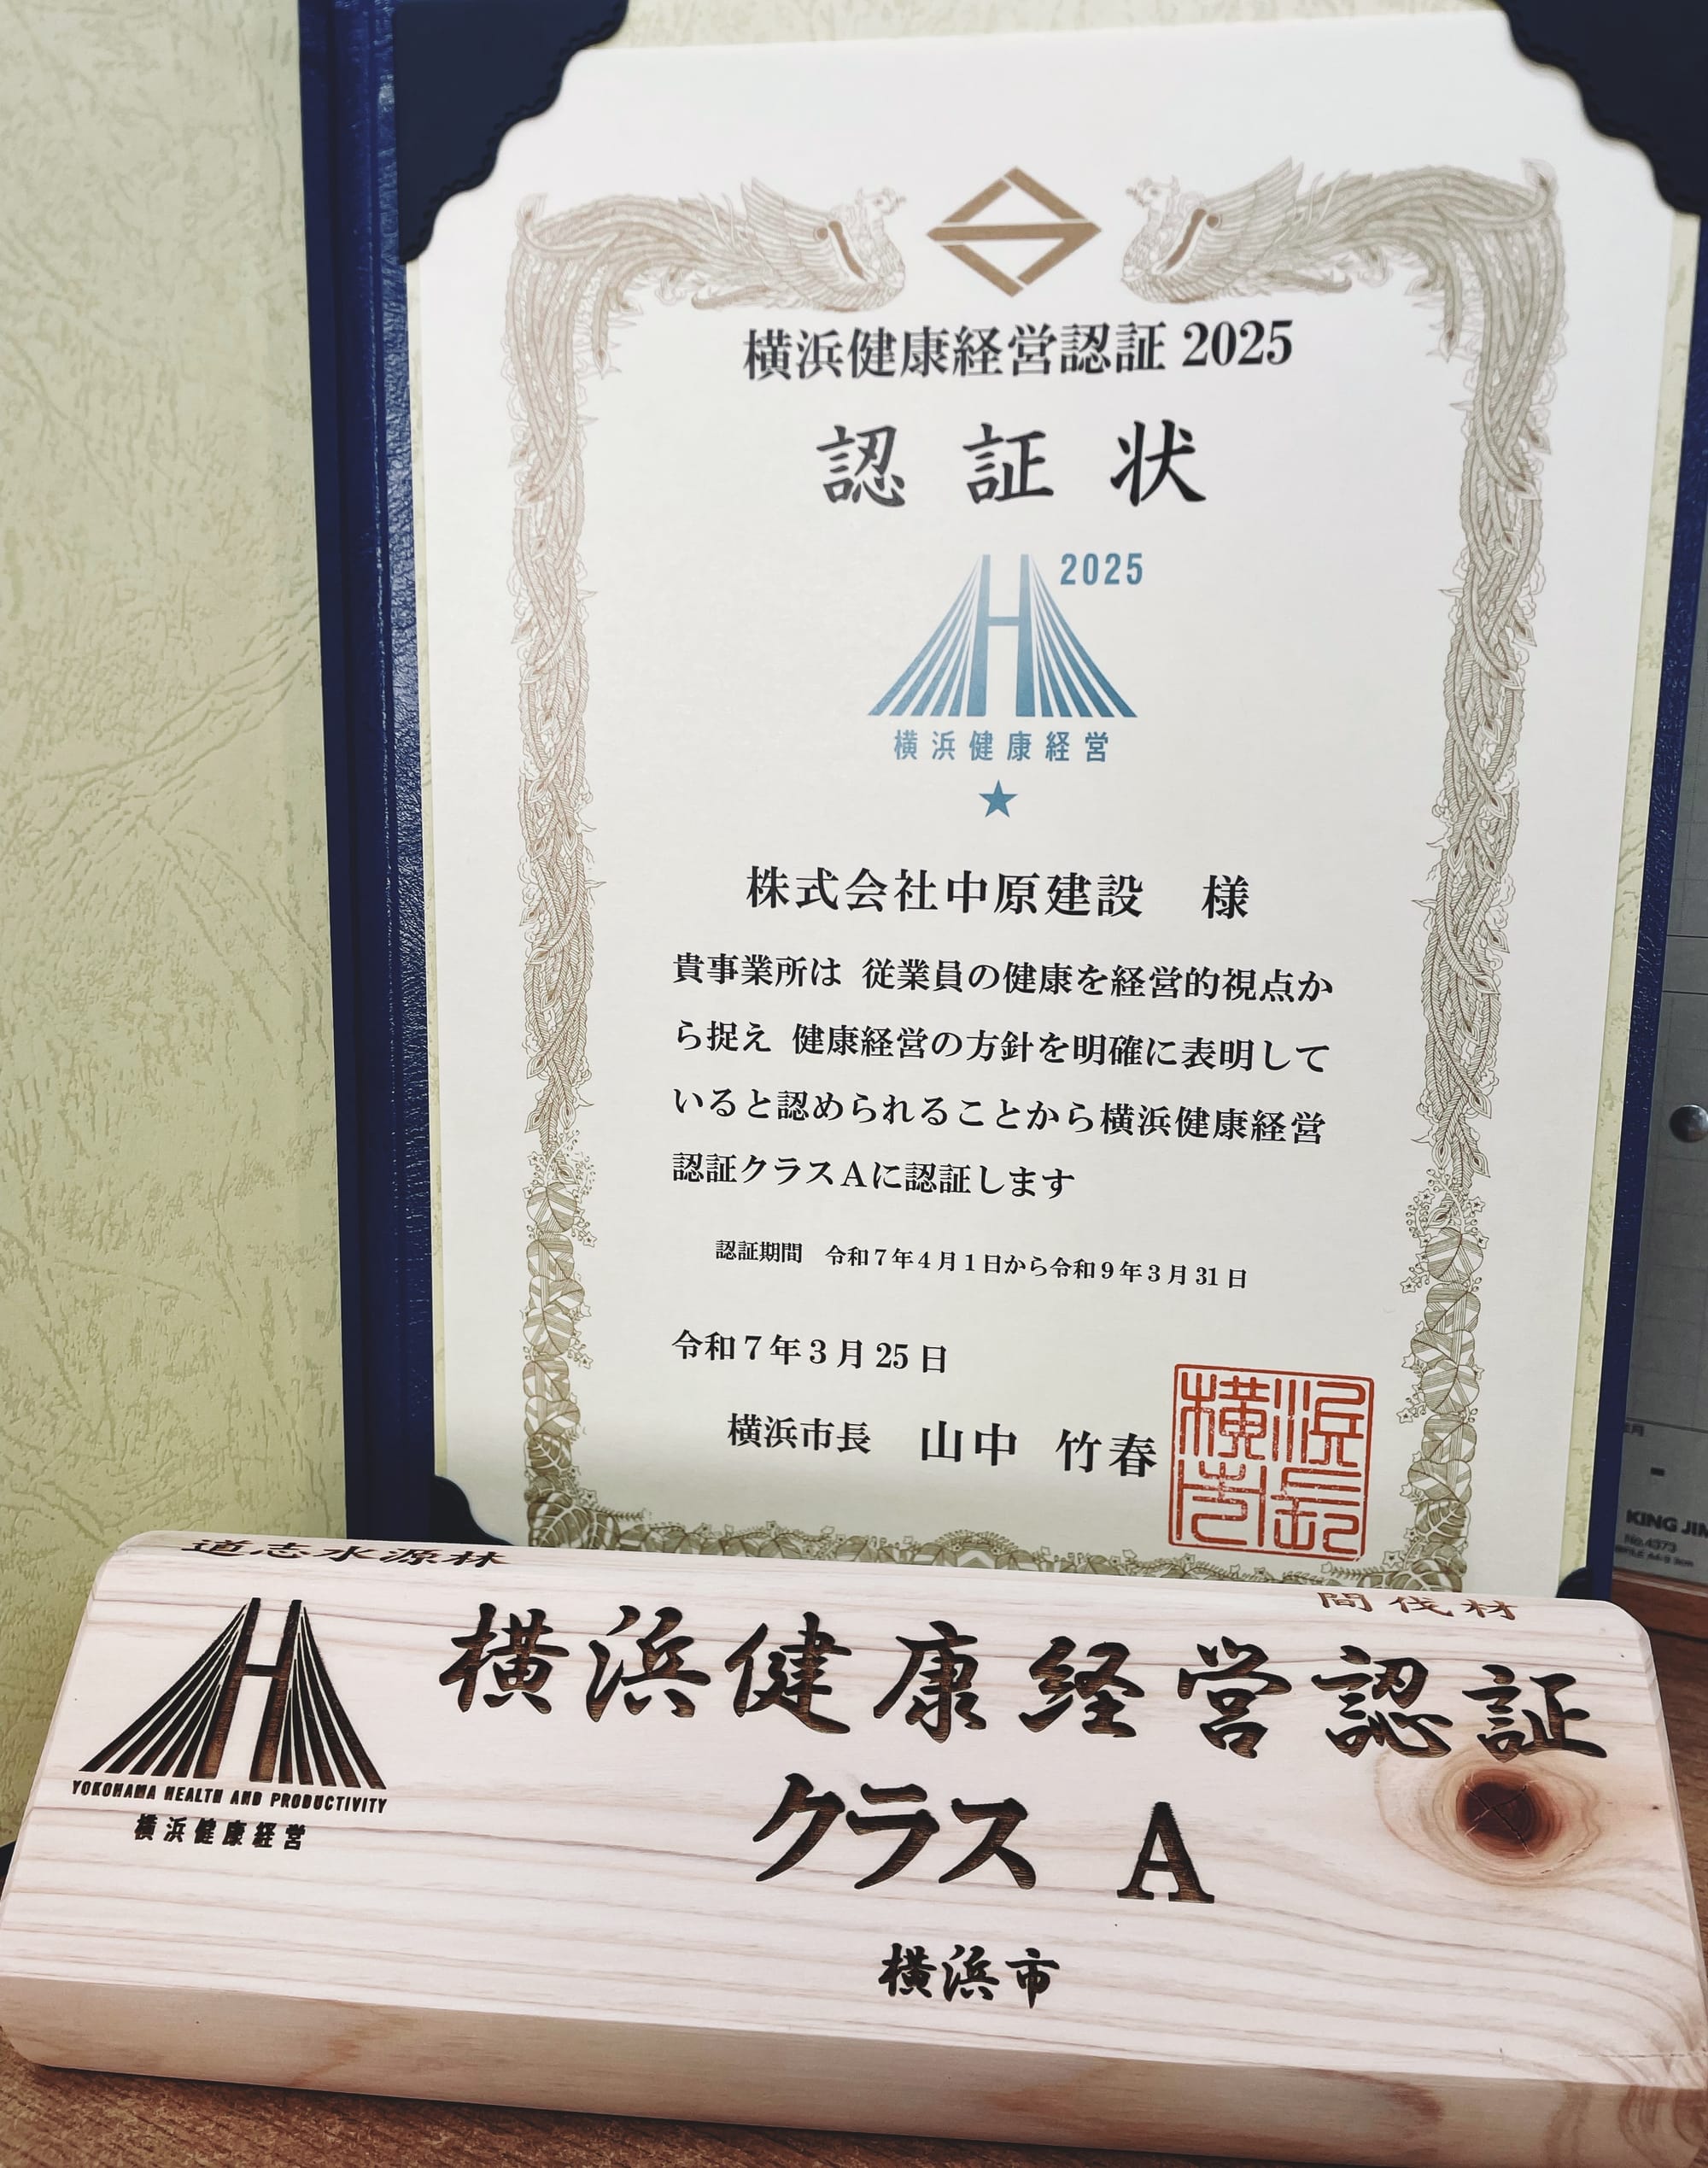 横浜健康経営認証 2025
認証状
2025
横浜健康経営
株式会社中原建設 様
貴事業所は 従業員の健康を経営的視点か
ら捉え 健康経営の方針を明確に表明して
いると認められることから横浜健康経営
認証クラスAに認証します
認証期間 令和7年4月1日から令和9年3月31日
令和7年3月25日
横浜市長 山中 竹春
横浜市長
KING JIM
No.4373
道志水源林
間伐材
横浜健康経営認証
クラス A
横浜市
YOKOHAMA HEALTH AND PRODUCTIVITY
横浜健康経営